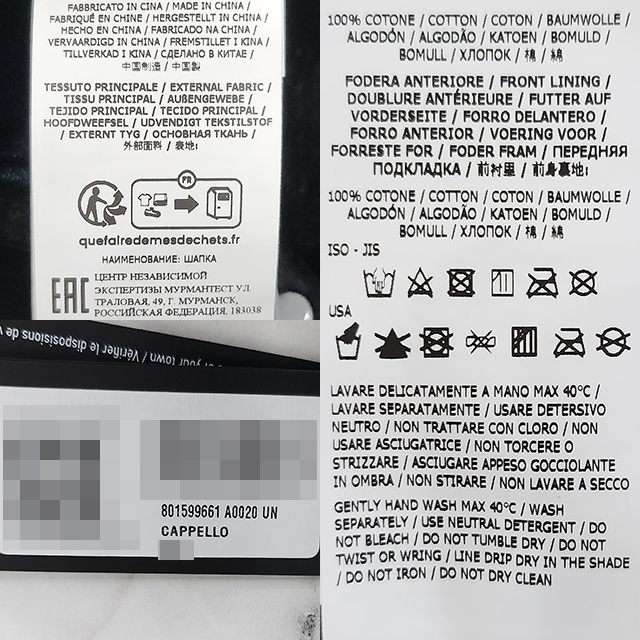 FABBRICATO IN CINA / MADE IN CHINA /
FABRIQUÉ EN CHINE / HERGESTELLT IN CHINA /
HECHO EN CHINA / FABRICADO NA CHINA /
VERVAARDIGD IN CHINA / FREMSTILLET I KINA /
TILLVERKAD I KINA / СДЕЛАНО В КИТАЕ /
中国制造 / 中国製
TESSUTO PRINCIPALE / EXTERNAL FABRIC /
TISSU PRINCIPAL / AUßENGEWEBE /
TEJIDO PRINCIPAL / TECIDO PRINCIPAL /
HOOFDWEEFSEL / UDVENDIGT TEKSTILSTOF
/ EXTERNT TYG / ОСНОВНАЯ ТКАНЬ /
外部面料 / 表地:
FR
quefairedemesdechets.fr
НАИМЕНОВАНИЕ: ШАПКА
EAC
ЦЕНТР НЕЗАВИСИМОЙ
ЭКСПЕРТИЗЫ МУРМАНТЕСТ УЛ.
ТРАЛОВАЯ, 49, Г. МУРМАНСК,
РОССИЙСКАЯ ФЕДЕРАЦИЯ, 183038
of your town / Vérifier le disposizioni de v
801599661 A0020 UN
CAPPELLO
100% COTONE / COTTON / COTON / BAUMWOLLE /
ALGODÓN / ALGODÃO / KATOEN / BOMULD /
BOMULL / ХЛОПОК / 棉 / 綿
FODERA ANTERIORE / FRONT LINING /
DOUBLURE ANTÉRIEURE / FUTTER AUF
VORDERSEITE / FORRO DELANTERO /
FORRO ANTERIOR / VOERING VOOR /
FORRESTE FOR / FODER FRAM / ПЕРЕДНЯЯ
ПОДКЛАДКА / 前衬里 / 前身裏地:
100% COTONE / COTTON / COTON / BAUMWOLLE /
ALGODÓN / ALGODÃO / KATOEN / BOMULD /
BOMULL / ХЛОПОК / 棉 / 綿
ISO - JIS
USA
LAVARE DELICATAMENTE A MANO MAX 40°C /
LAVARE SEPARATAMENTE / USARE DETERSIVO
NEUTRO / NON TRATTARE CON CLORO / NON
USARE ASCIUGATRICE / NON TORCERE O
STRIZZARE / ASCIUGARE APPESO GOCCIOLANTE
IN OMBRA / NON STIRARE / NON LAVARE A SECCO
GENTLY HAND WASH MAX 40°C / WASH
SEPARATELY / USE NEUTRAL DETERGENT / DO
NOT BLEACH / DO NOT TUMBLE DRY / DO NOT
TWIST OR WRING / LINE DRIP DRY IN THE SHADE
/ DO NOT IRON / DO NOT DRY CLEAN